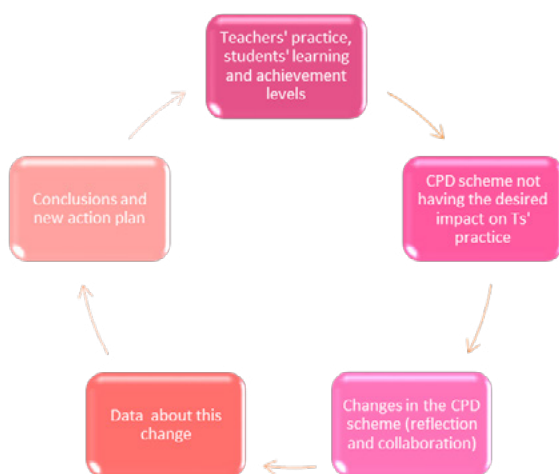 Teachers' practice,
students' learning
and achievement
levels
CPD scheme not
having the desired
impact on Ts'
practice
Changes in the CPD
scheme (reflection
and collaboration)
Data about this
change
Conclusions and
new action plan